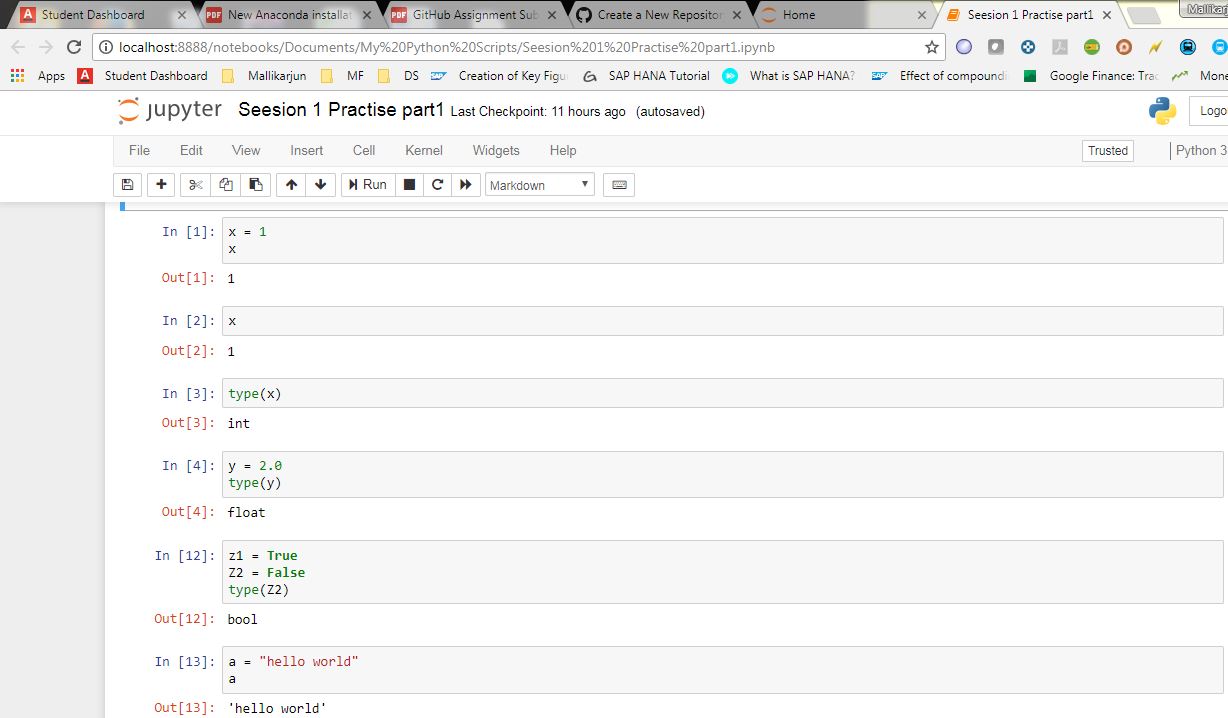 Student Dashboard
New Anaconda installat
GitHub Assignment Sub
Create a New Repositor
Home
Seesion 1 Practise part1
Mallikar
localhost:8888/notebooks/Documents/My%20Python%20Scripts/Seesion%201%20Practise%20part1.ipynb
Apps A Student Dashboard Mallikarjun MF DS SAP Creation of Key Figu SAP HANA Tutorial What is SAP HANA? SAP Effect of compoundi Google Finance: Trac Mone
jupyter Seesion 1 Practise part1 Last Checkpoint: 11 hours ago (autosaved)
Logo
File Edit View Insert Cell Kernel Widgets Help Trusted Python 3
Run Markdown
In [1]: x = 1
x
Out[1]: 1
In [2]: x
Out[2]: 1
In [3]: type(x)
Out[3]: int
In [4]: y = 2.0
type(y)
Out[4]: float
In [12]: z1 = True
Z2 = False
type(Z2)
Out[12]: bool
In [13]: a = "hello world"
a
Out[13]: 'hello world'